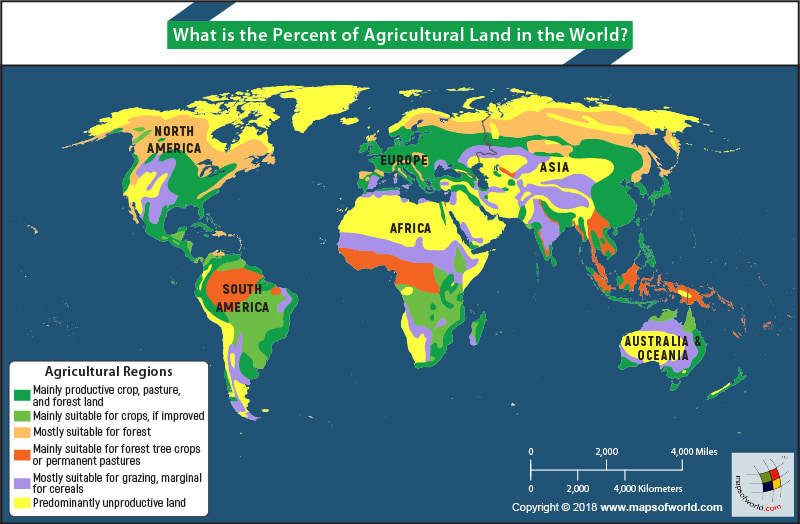 What is the Percent of Agricultural Land in the World?
NORTH
AMERICA
EUROPE
ASIA
AFRICA
SOUTH
AMERICA
AUSTRALIA &
OCEANIA
Agricultural Regions
Mainly productive crop, pasture,
and forest land
Mainly suitable for crops, if improved
Mostly suitable for forest
Mainly suitable for forest tree crops
or permanent pastures
Mostly suitable for grazing, marginal
for cereals
Predominantly unproductive land
0 2,000 4,000 Miles
0 2,000 4,000 Kilometers
Copyright © 2018 www.mapsofworld.com
mapsofworld.com